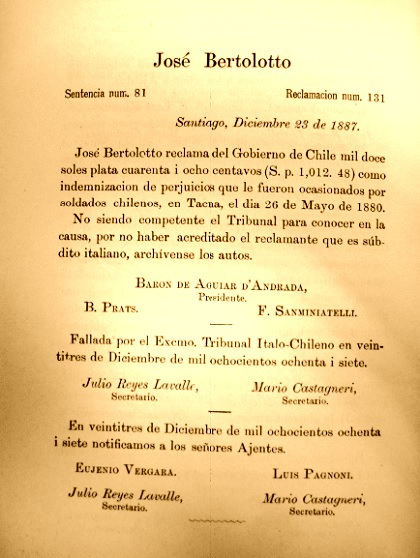 José Bertolotto
Sentencia num. 81 Reclamacion num. 131
Santiago, Diciembre 23 de 1887.
José Bertolotto reclama del Gobierno de Chile mil doce
soles plata cuarenta i ocho centavos (S. p. 1,012. 48) como
indemnizacion de perjuicios que le fueron ocasionados por
soldados chilenos, en Tacna, el dia 26 de Mayo de 1880.
No siendo competente el Tribunal para conocer en la
causa, por no haber acreditado el reclamante que es súb-
dito italiano, archívense los autos.
Baron de Aguiar d'Andrada,
Presidente.
B. Prats. F. Sanminiatelli.
Fallada por el Excmo. Tribunal Italo-Chileno en vein-
titres de Diciembre de mil ochocientos ochenta i siete.
Julio Reyes Lavalle, Mario Castagneri,
Secretario. Secretario.
En veintitres de Diciembre de mil ochocientos ochenta
i siete notificamos a los señores Ajentes.
Eujenio Vergara. Luis Pagnoni.
Julio Reyes Lavalle, Mario Castagneri,
Secretario. Secretario.